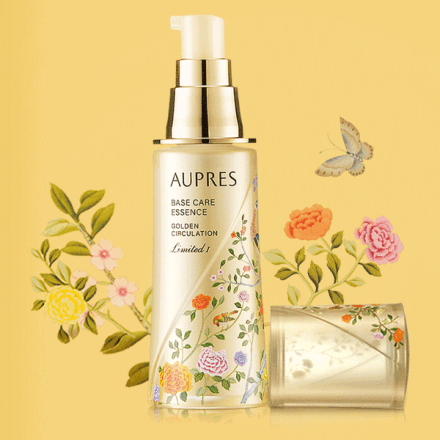 AUPRES
BASE CARE
ESSENCE
GOLDEN
CIRCULATION
Limited 1